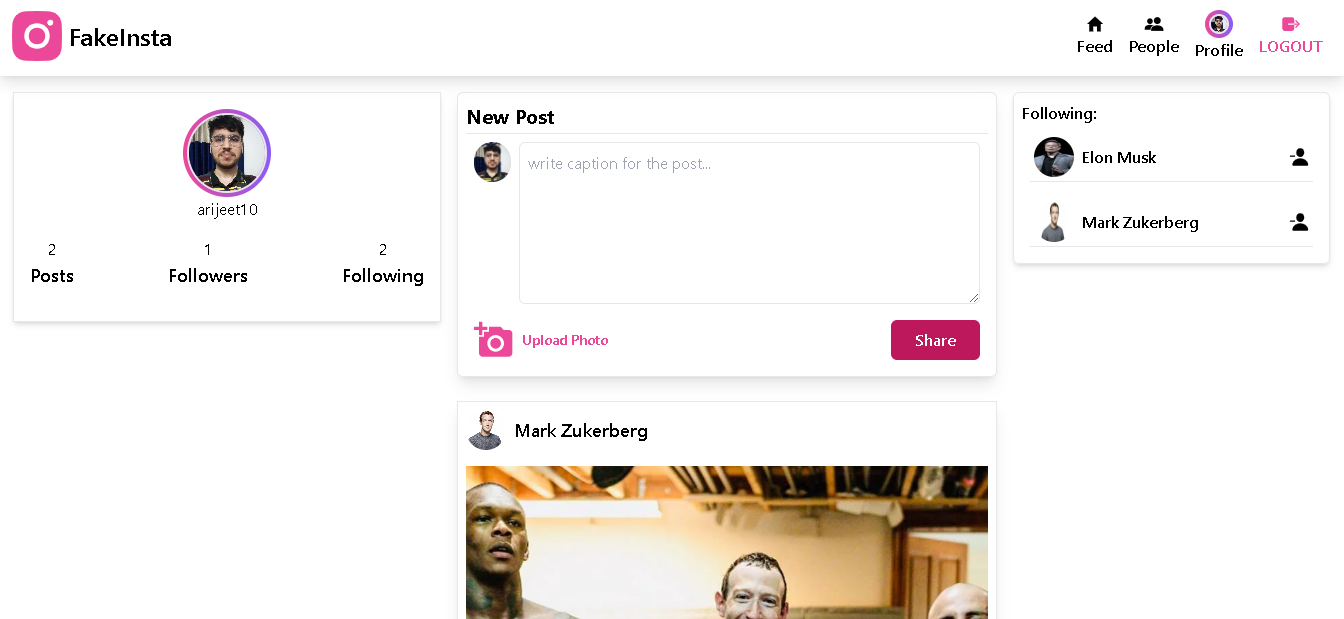 FakeInsta
Feed
People
Profile
LOGOUT
arijeet10
2
Posts
1
Followers
2
Following
New Post
write caption for the post...
Upload Photo
Share
Mark Zukerberg
Following:
Elon Musk
Mark Zukerberg